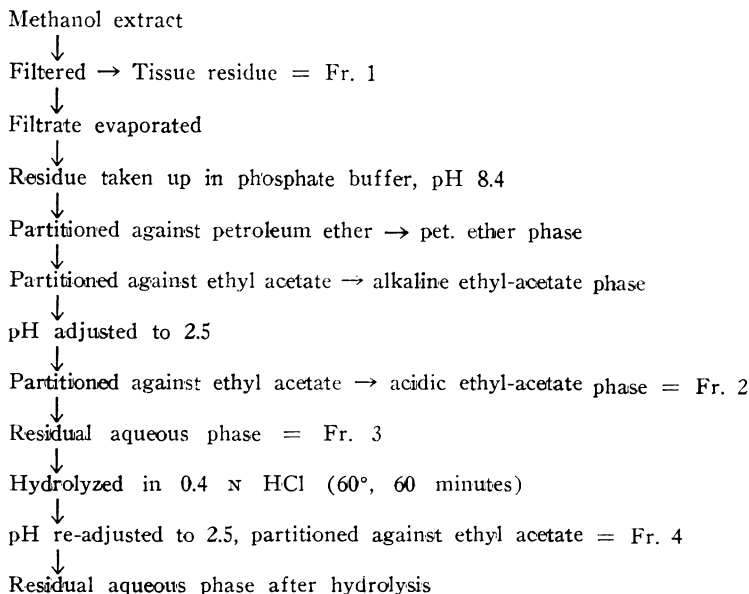 Methanol extract
↓
Filtered → Tissue residue = Fr. 1
↓
Filtrate evaporated
↓
Residue taken up in phosphate buffer, pH 8.4
↓
Partitioned against petroleum ether → pet. ether phase
↓
Partitioned against ethyl acetate → alkaline ethyl-acetate phase
↓
pH adjusted to 2.5
↓
Partitioned against ethyl acetate → acidic ethyl-acetate phase = Fr. 2
↓
Residual aqueous phase = Fr. 3
↓
Hydrolyzed in 0.4 N HCl (60°, 60 minutes)
↓
pH re-adjusted to 2.5, partitioned against ethyl acetate = Fr. 4
↓
Residual aqueous phase after hydrolysis